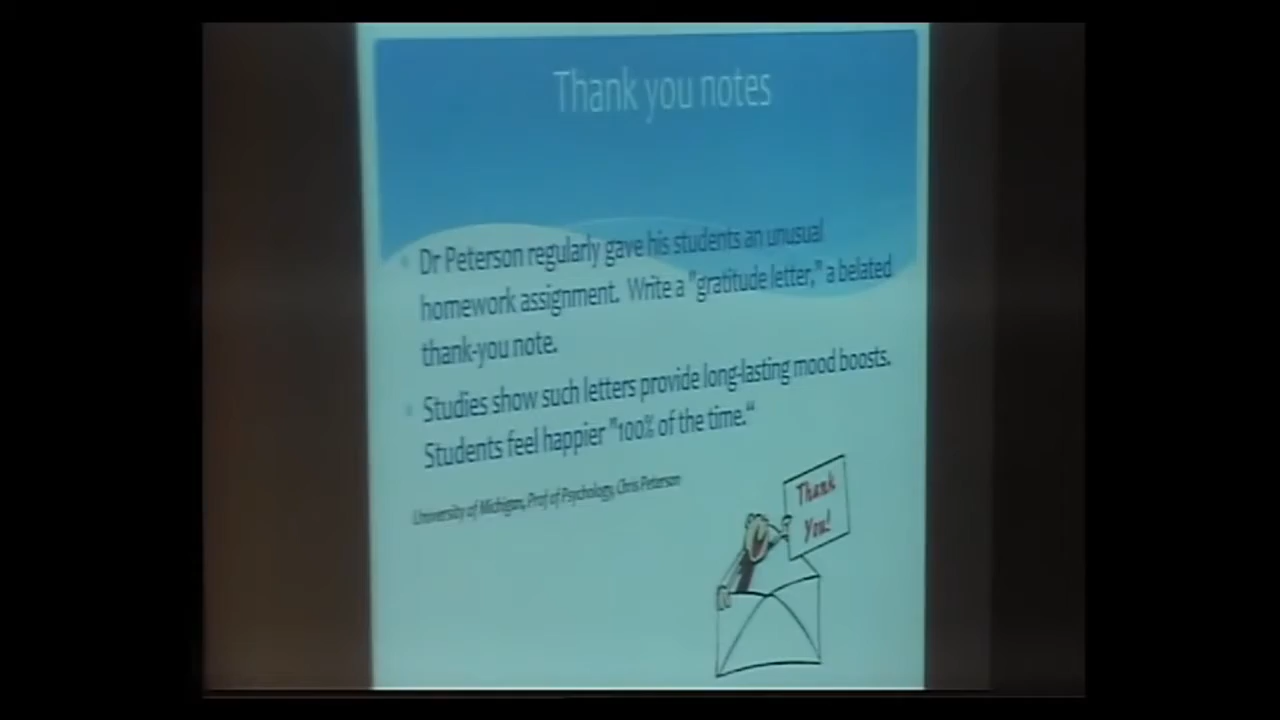 Thank you notes
Dr Peterson regularly gave his students an unusual
homework assignment. Write a "gratitude letter," a belated
thank-you note.
Studies show such letters provide long-lasting mood boosts.
Students feel happier "100% of the time."
University of Michigan, Prof of Psychology, Chris Peterson
Thank
You!